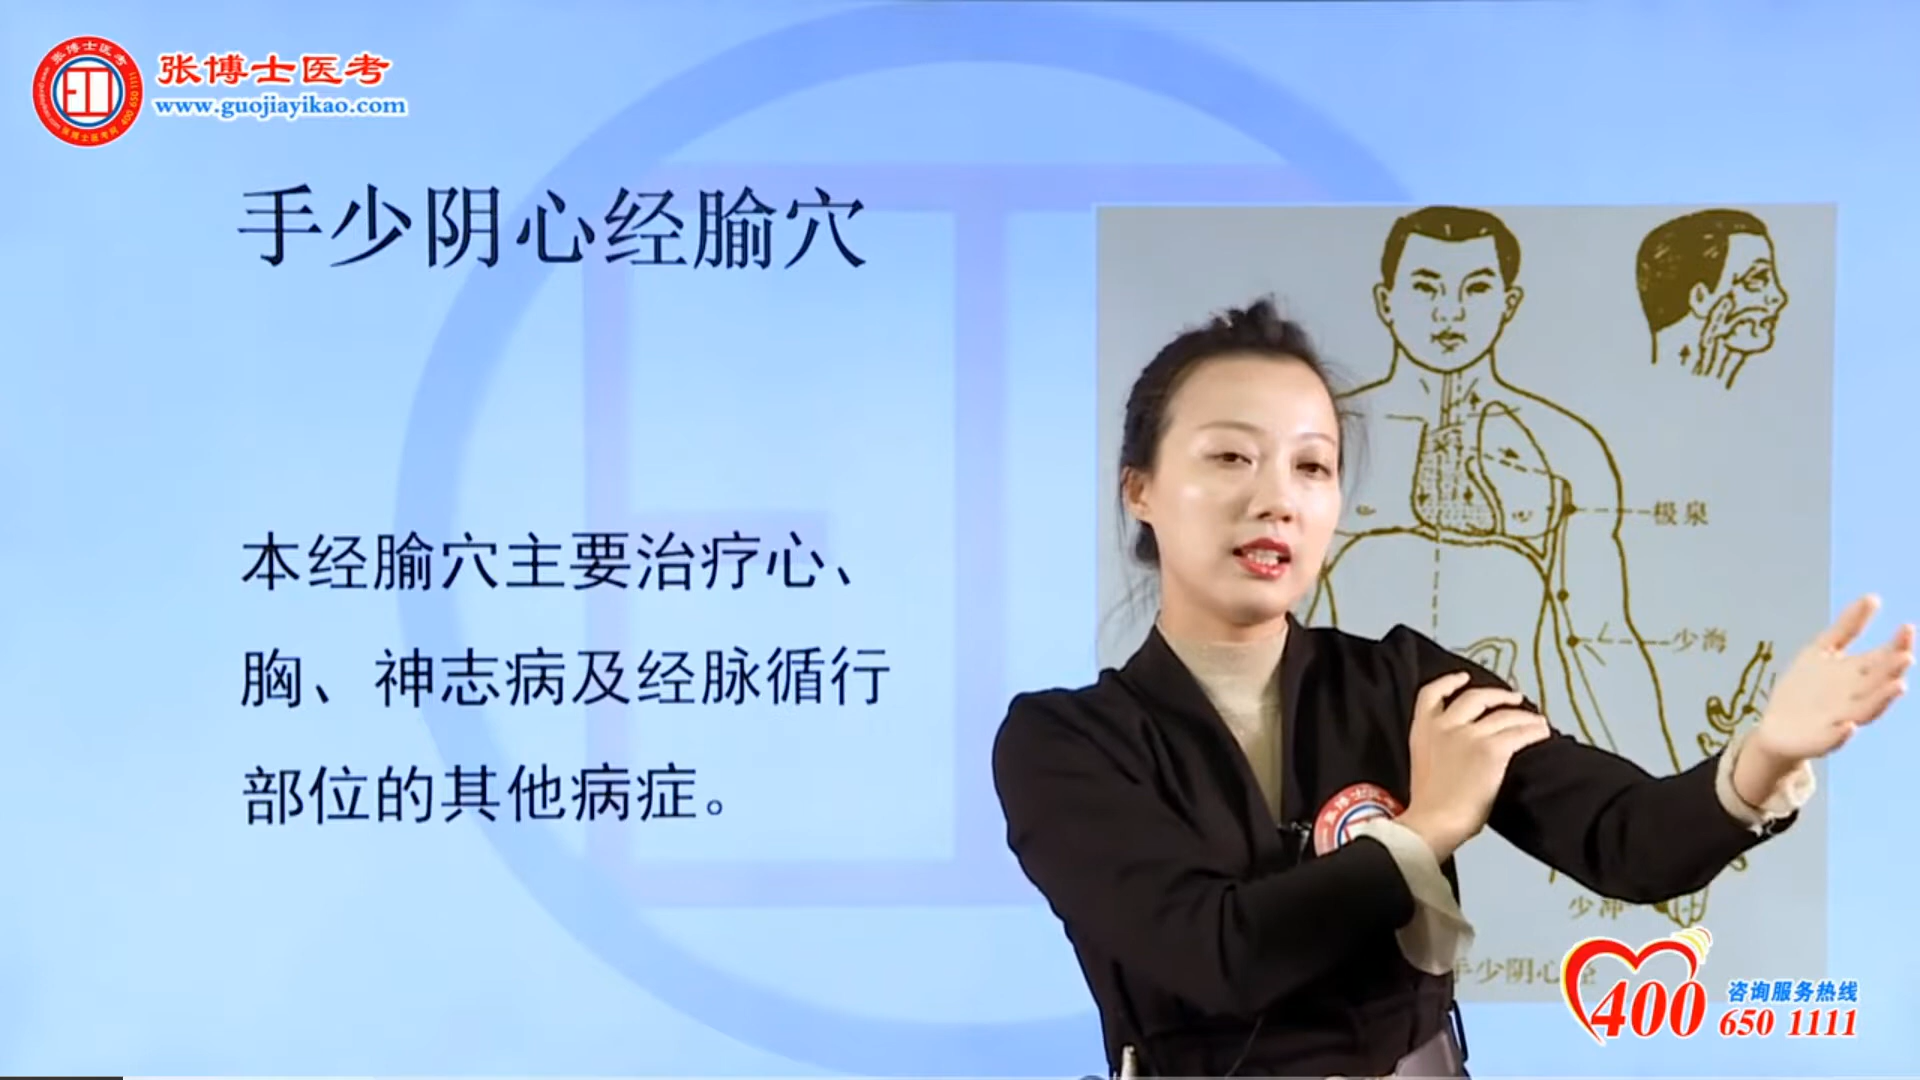 张博士医考
www.guojiayikao.com
手少阴心经腧穴
本经腧穴主要治疗心、
胸、神志病及经脉循行
部位的其他病症。
极泉
少海
少冲
手少阴心经
400
咨询服务热线
650 1111